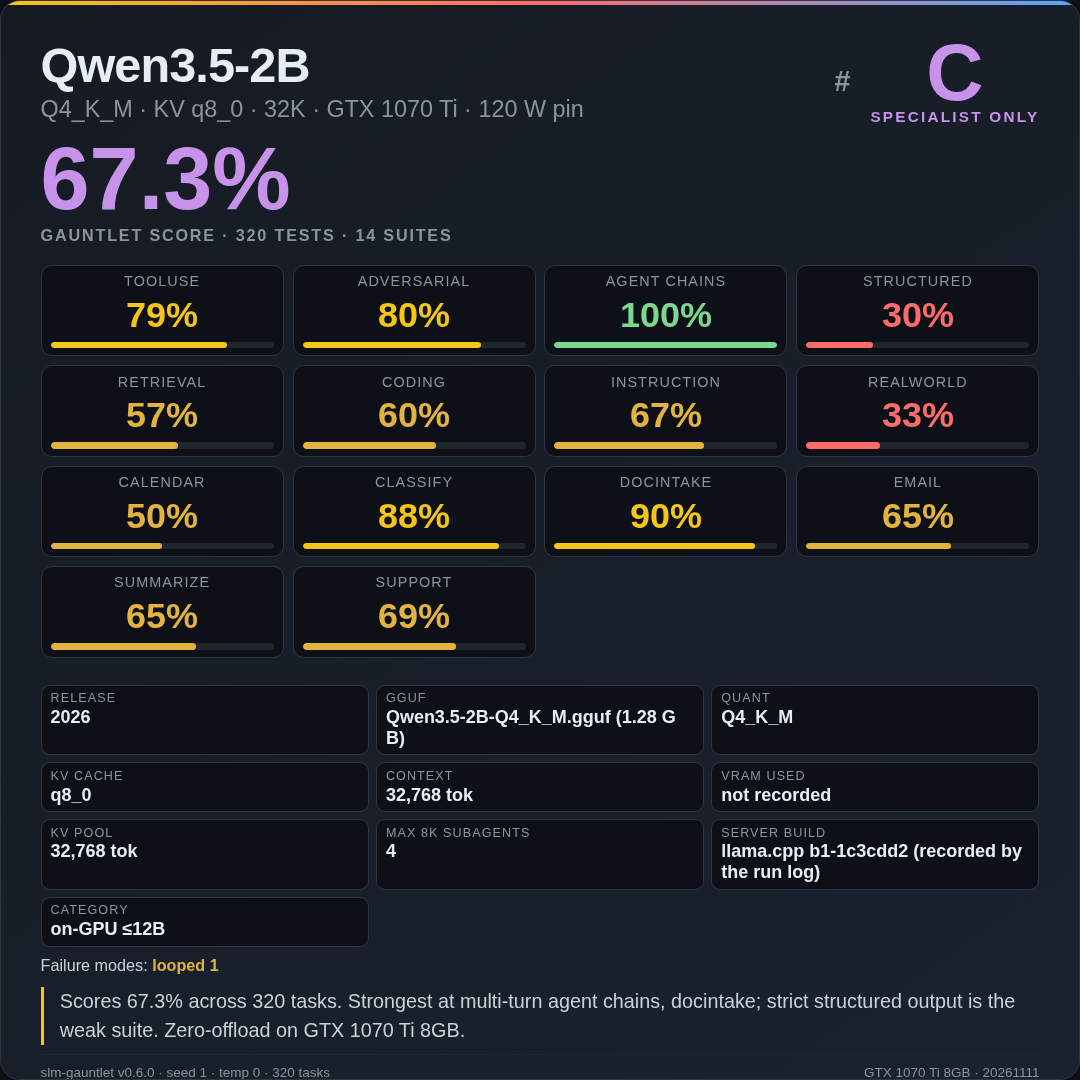 Qwen3.5-2B
Q4_K_M · KV q8_0 · 32K · GTX 1070 Ti · 120 W pin
#
C
SPECIALIST ONLY
67.3%
GAUNTLET SCORE · 320 TESTS · 14 SUITES
TOOLUSE
79%
ADVERSARIAL
80%
AGENT CHAINS
100%
STRUCTURED
30%
RETRIEVAL
57%
CODING
60%
INSTRUCTION
67%
REALWORLD
33%
CALENDAR
50%
CLASSIFY
88%
DOCINTAKE
90%
EMAIL
65%
SUMMARIZE
65%
SUPPORT
69%
RELEASE
2026
GGUF
Qwen3.5-2B-Q4_K_M.gguf (1.28 G
B)
QUANT
Q4_K_M
KV CACHE
q8_0
CONTEXT
32,768 tok
VRAM USED
not recorded
KV POOL
32,768 tok
MAX 8K SUBAGENTS
4
SERVER BUILD
llama.cpp b1-1c3cdd2 (recorded by
the run log)
CATEGORY
on-GPU ≤12B
Failure modes: looped 1
Scores 67.3% across 320 tasks. Strongest at multi-turn agent chains, docintake; strict structured output is the
weak suite. Zero-offload on GTX 1070 Ti 8GB.
slm-gauntlet v0.6.0 · seed 1 · temp 0 · 320 tasks
GTX 1070 Ti 8GB · 20261111